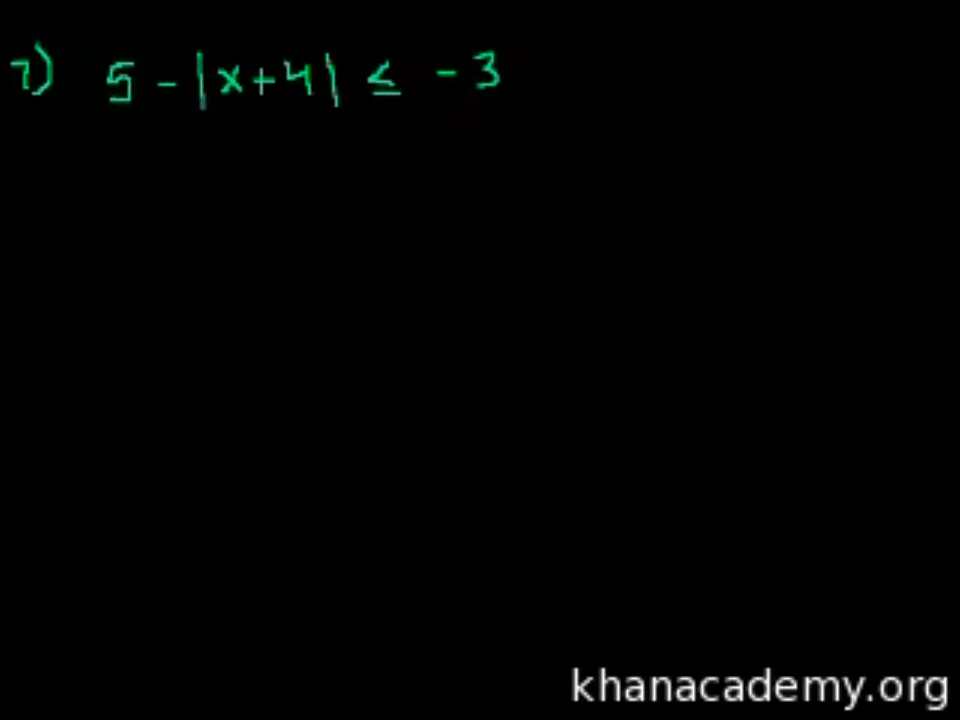 7) 5 - |x+4| ≤ -3
khanacademy.org